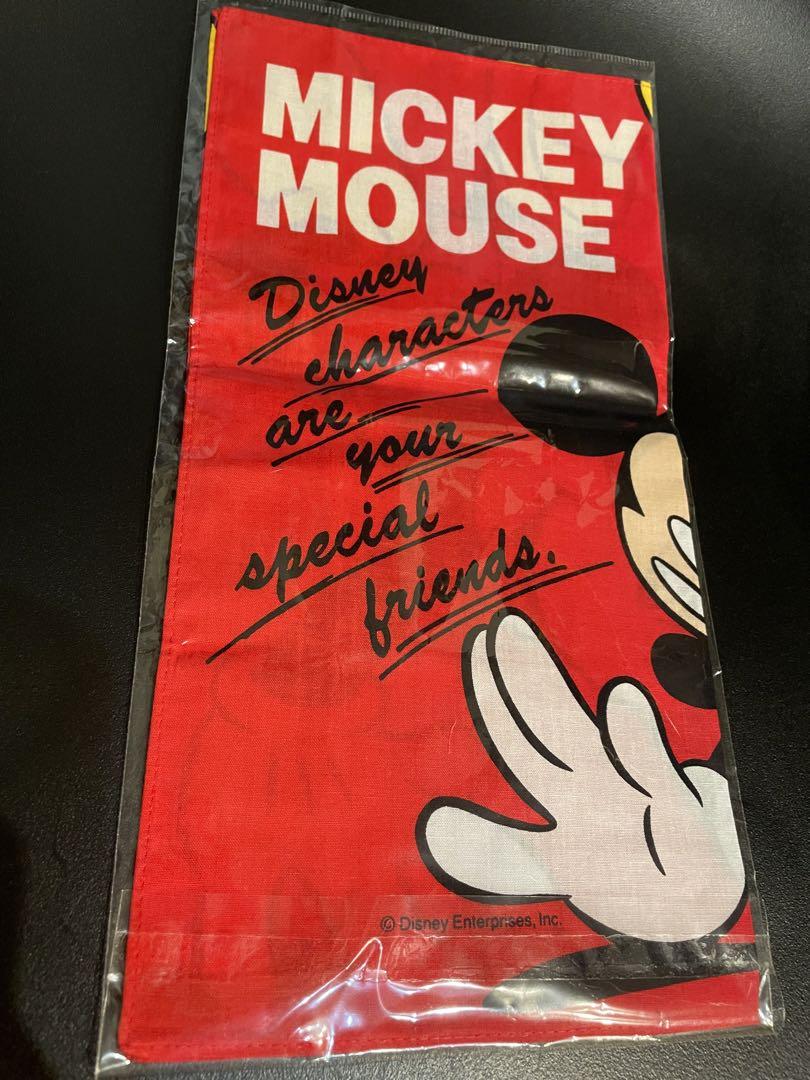 MICKEY
MOUSE
Disney
characters
are
your
special
friends.
© Disney Enterprises, Inc.